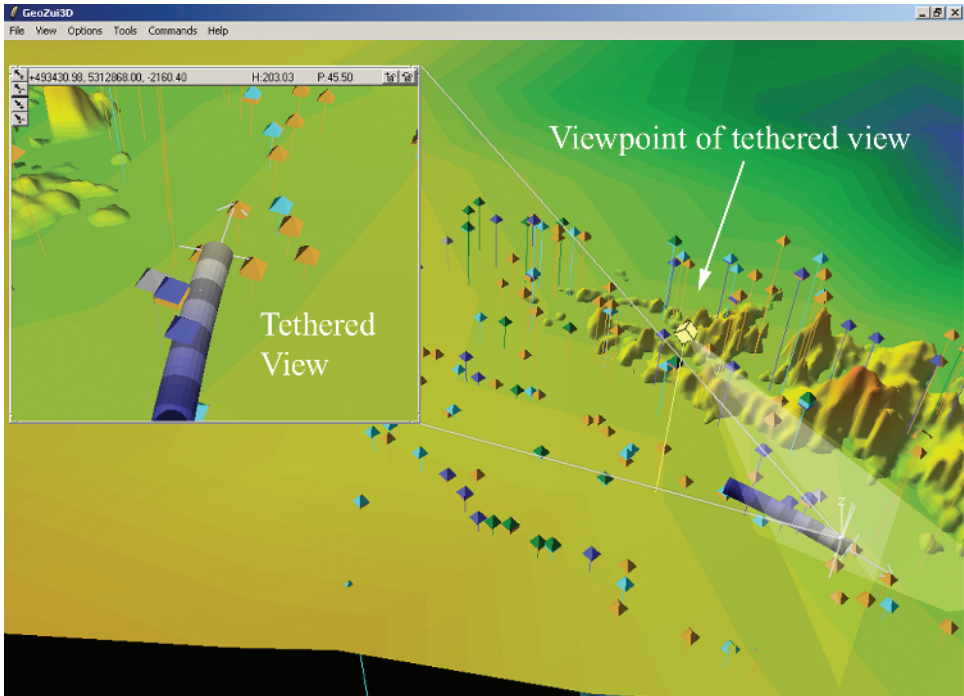 GeoZui3D
File View Options Tools Commands Help
+493430.98, 5312868.00, -2160.40 H:203.03 P:45.50
Viewpoint of tethered view
Tethered
View
Z